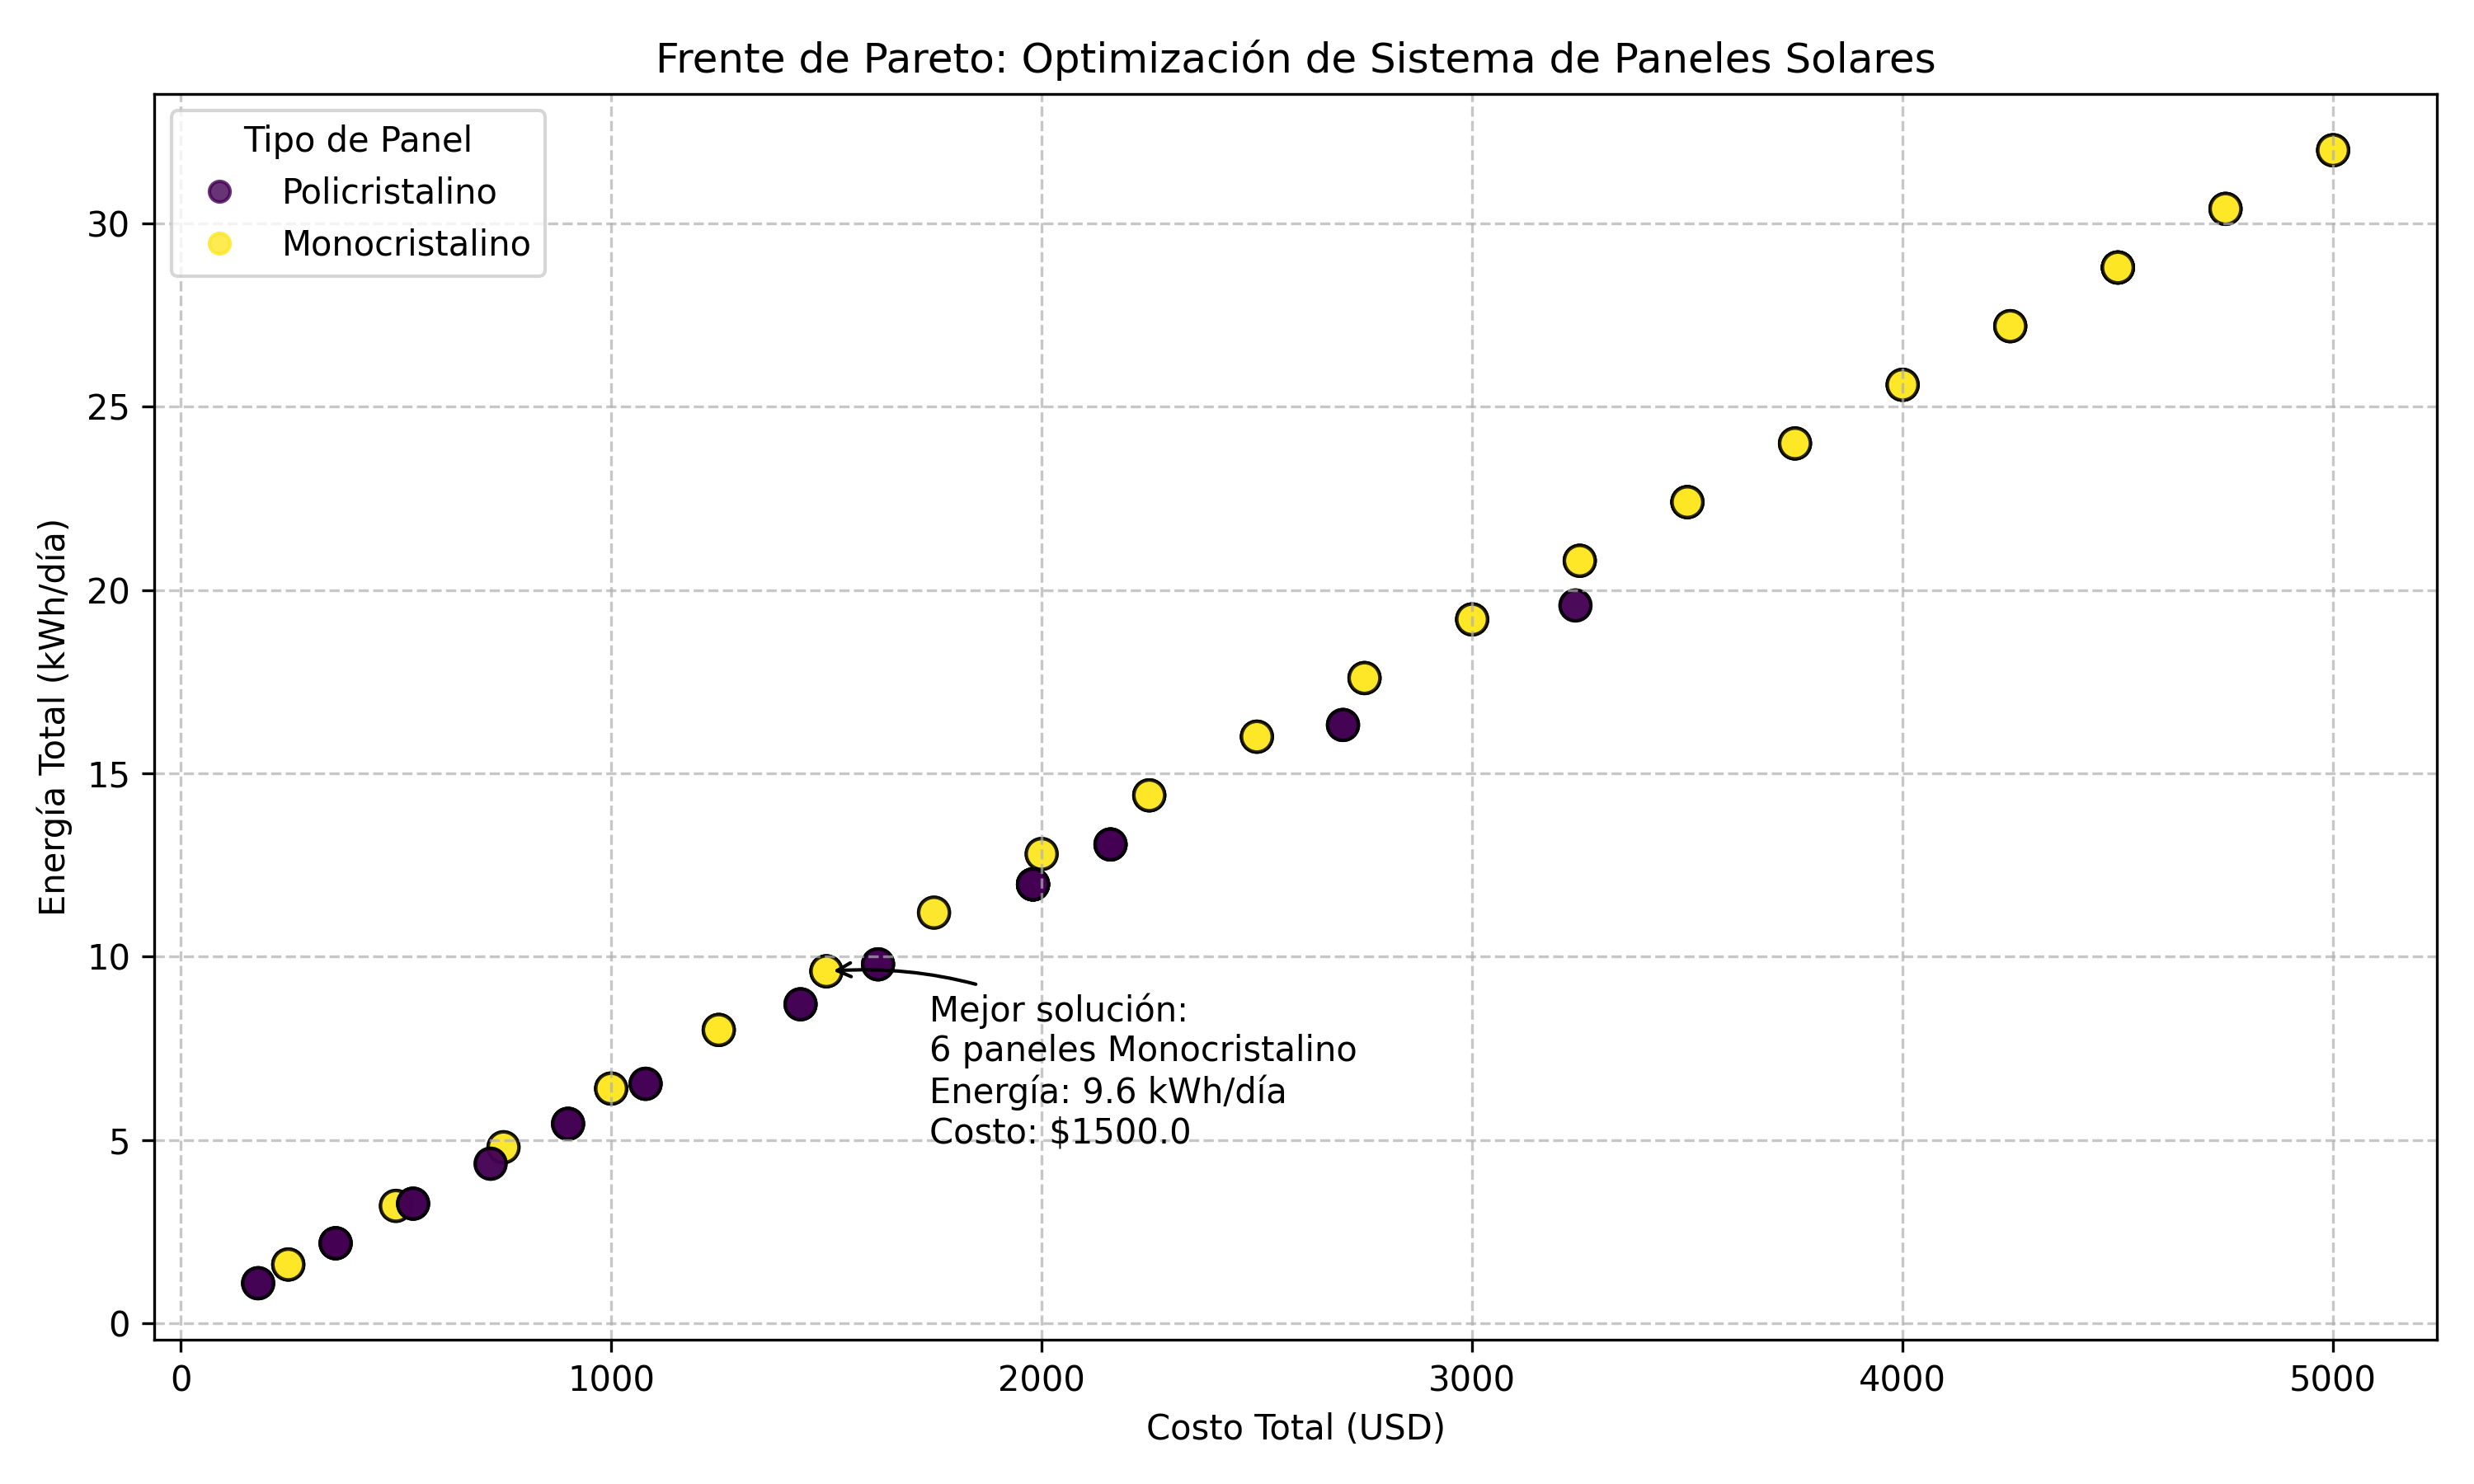 Frente de Pareto: Optimización de Sistema de Paneles Solares
Tipo de Panel
Policristalino
Monocristalino
Energía Total (kWh/día)
30
25
20
15
10
5
0
Mejor solución:
6 paneles Monocristalino
Energía: 9.6 kWh/día
Costo: $1500.0
0 1000 2000 3000 4000 5000
Costo Total (USD)